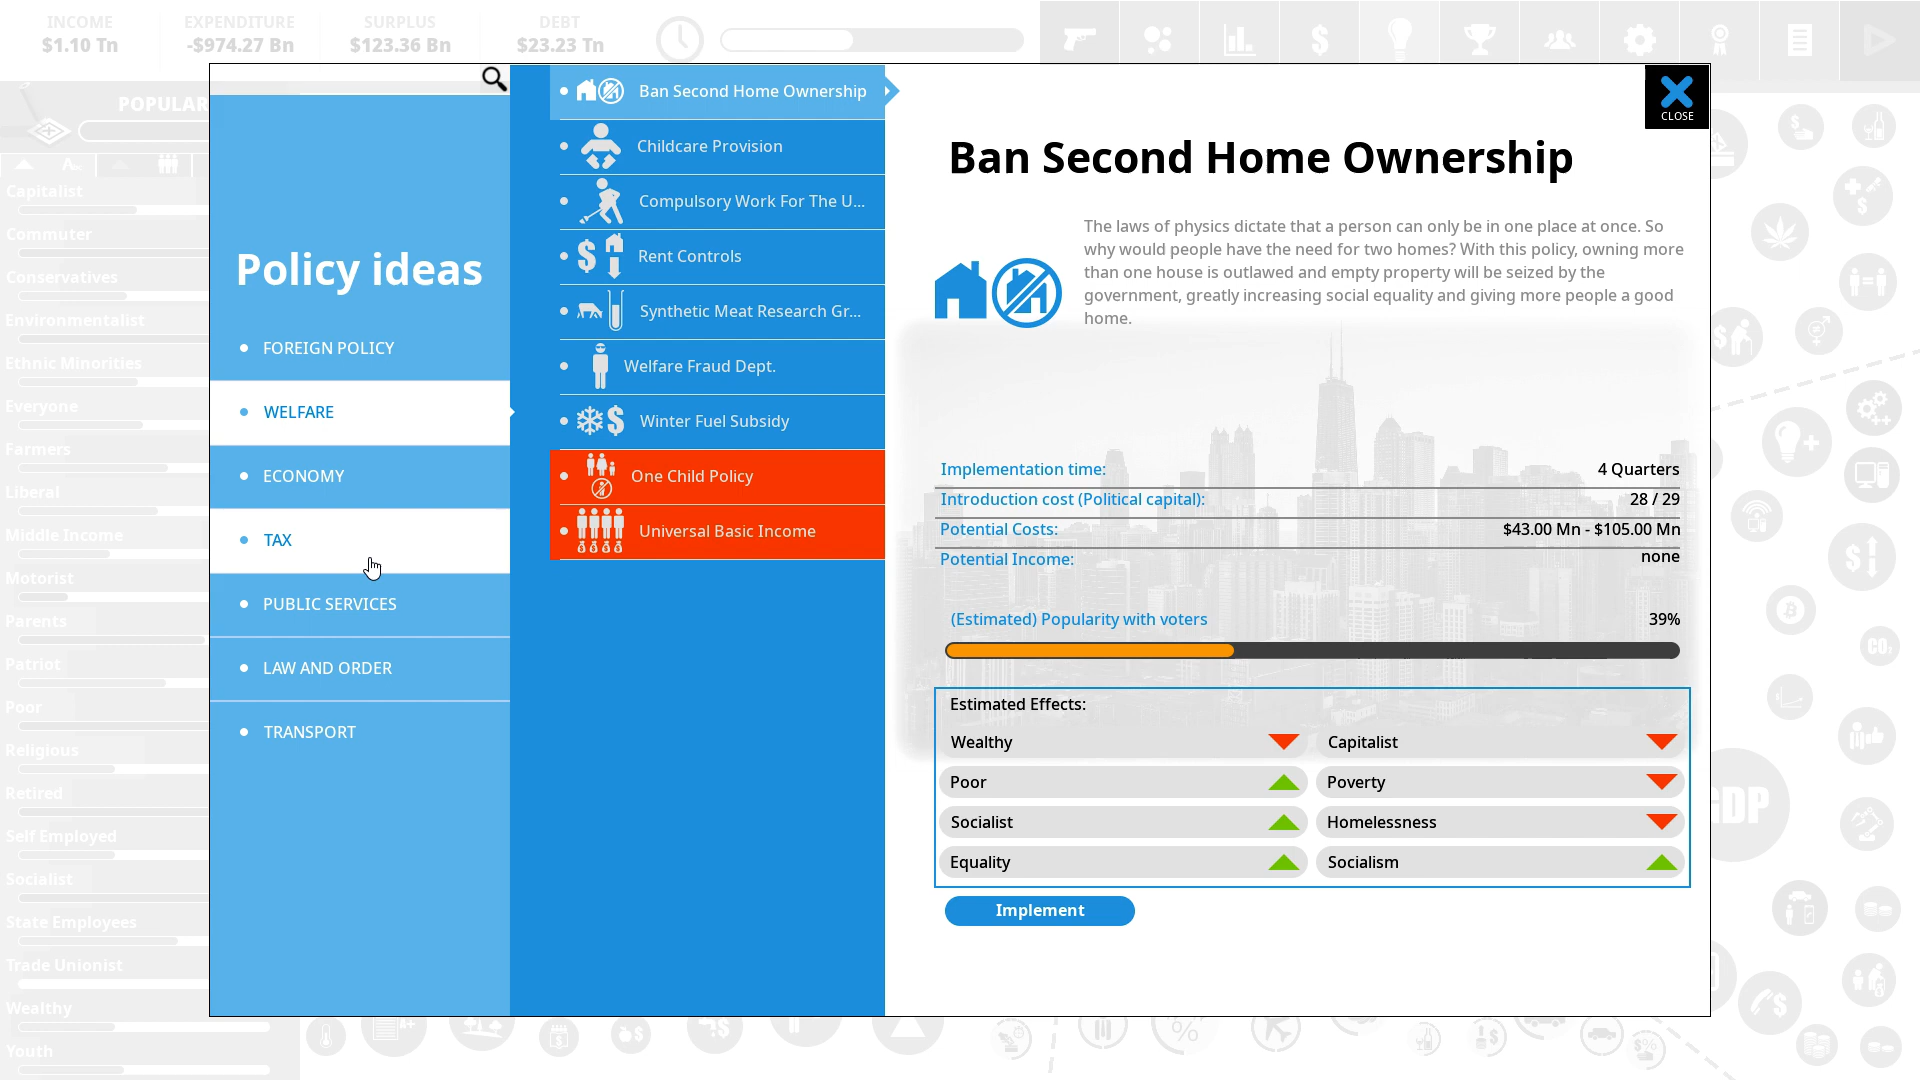 INCOME
$1.10 Tn
EXPENDITURE
-$974.27 Bn
SURPLUS
$123.36 Bn
DEBT
$23.23 Tn
POPULAR
Capitalist
Commuter
Conservatives
Environmentalist
Ethnic Minorities
Everyone
Farmers
Liberal
Middle Income
Motorist
Parents
Patriot
Poor
Religious
Retired
Self Employed
Socialist
State Employees
Trade Unionist
Wealthy
Youth
Policy ideas
FOREIGN POLICY
WELFARE
ECONOMY
TAX
PUBLIC SERVICES
LAW AND ORDER
TRANSPORT
Ban Second Home Ownership
Childcare Provision
Compulsory Work For The U...
Rent Controls
Synthetic Meat Research Gr...
Welfare Fraud Dept.
Winter Fuel Subsidy
One Child Policy
Universal Basic Income
CLOSE
Ban Second Home Ownership
The laws of physics dictate that a person can only be in one place at once. So
why would people have the need for two homes? With this policy, owning more
than one house is outlawed and empty property will be seized by the
government, greatly increasing social equality and giving more people a good
home.
Implementation time: 4 Quarters
Introduction cost (Political capital): 28 / 29
Potential Costs: $43.00 Mn - $105.00 Mn
Potential Income: none
(Estimated) Popularity with voters 39%
Estimated Effects:
Wealthy Capitalist
Poor Poverty
Socialist Homelessness
Equality Socialism
Implement
CO₂
GDP